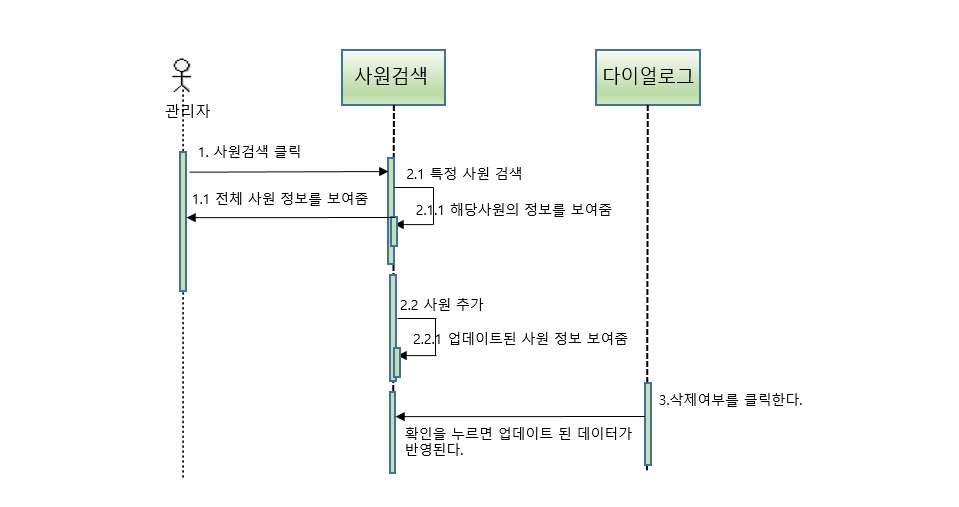 사원검색
다이얼로그
관리자
1. 사원검색 클릭
2.1 특정 사원 검색
1.1 전체 사원 정보를 보여줌
2.1.1 해당사원의 정보를 보여줌
2.2 사원 추가
2.2.1 업데이트된 사원 정보 보여줌
3.삭제여부를 클릭한다.
확인을 누르면 업데이트 된 데이터가
반영된다.